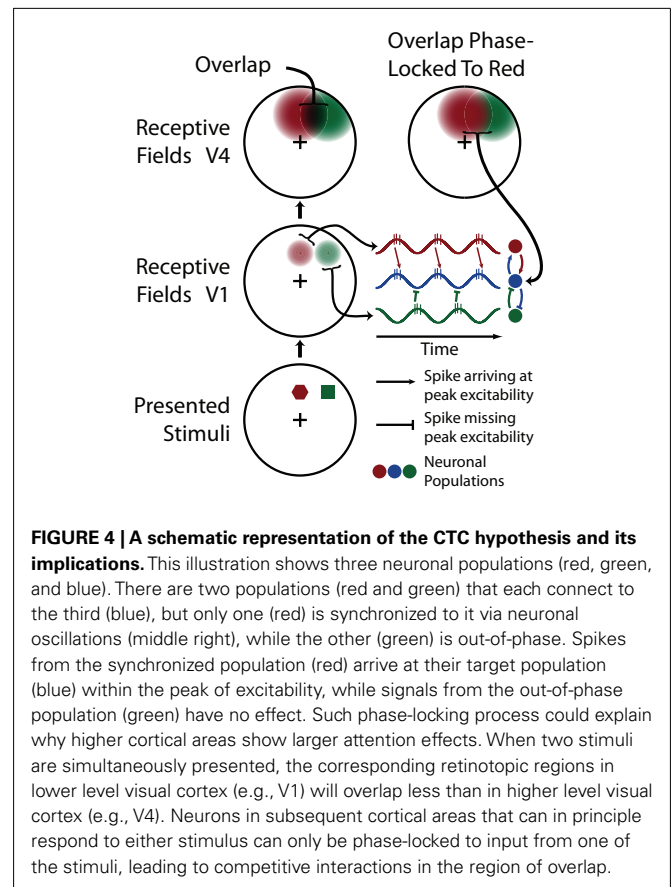 Overlap
Overlap Phase-
Locked To Red
Receptive
Fields V4
Receptive
Fields V1
Time
Presented
Stimuli
Spike arriving at
peak excitability
Spike missing
peak excitability
Neuronal
Populations
FIGURE 4 | A schematic representation of the CTC hypothesis and its
implications. This illustration shows three neuronal populations (red, green,
and blue). There are two populations (red and green) that each connect to
the third (blue), but only one (red) is synchronized to it via neuronal
oscillations (middle right), while the other (green) is out-of-phase. Spikes
from the synchronized population (red) arrive at their target population
(blue) within the peak of excitability, while signals from the out-of-phase
population (green) have no effect. Such phase-locking process could explain
why higher cortical areas show larger attention effects. When two stimuli
are simultaneously presented, the corresponding retinotopic regions in
lower level visual cortex (e.g., V1) will overlap less than in higher level visual
cortex (e.g., V4). Neurons in subsequent cortical areas that can in principle
respond to either stimulus can only be phase-locked to input from one of
the stimuli, leading to competitive interactions in the region of overlap.